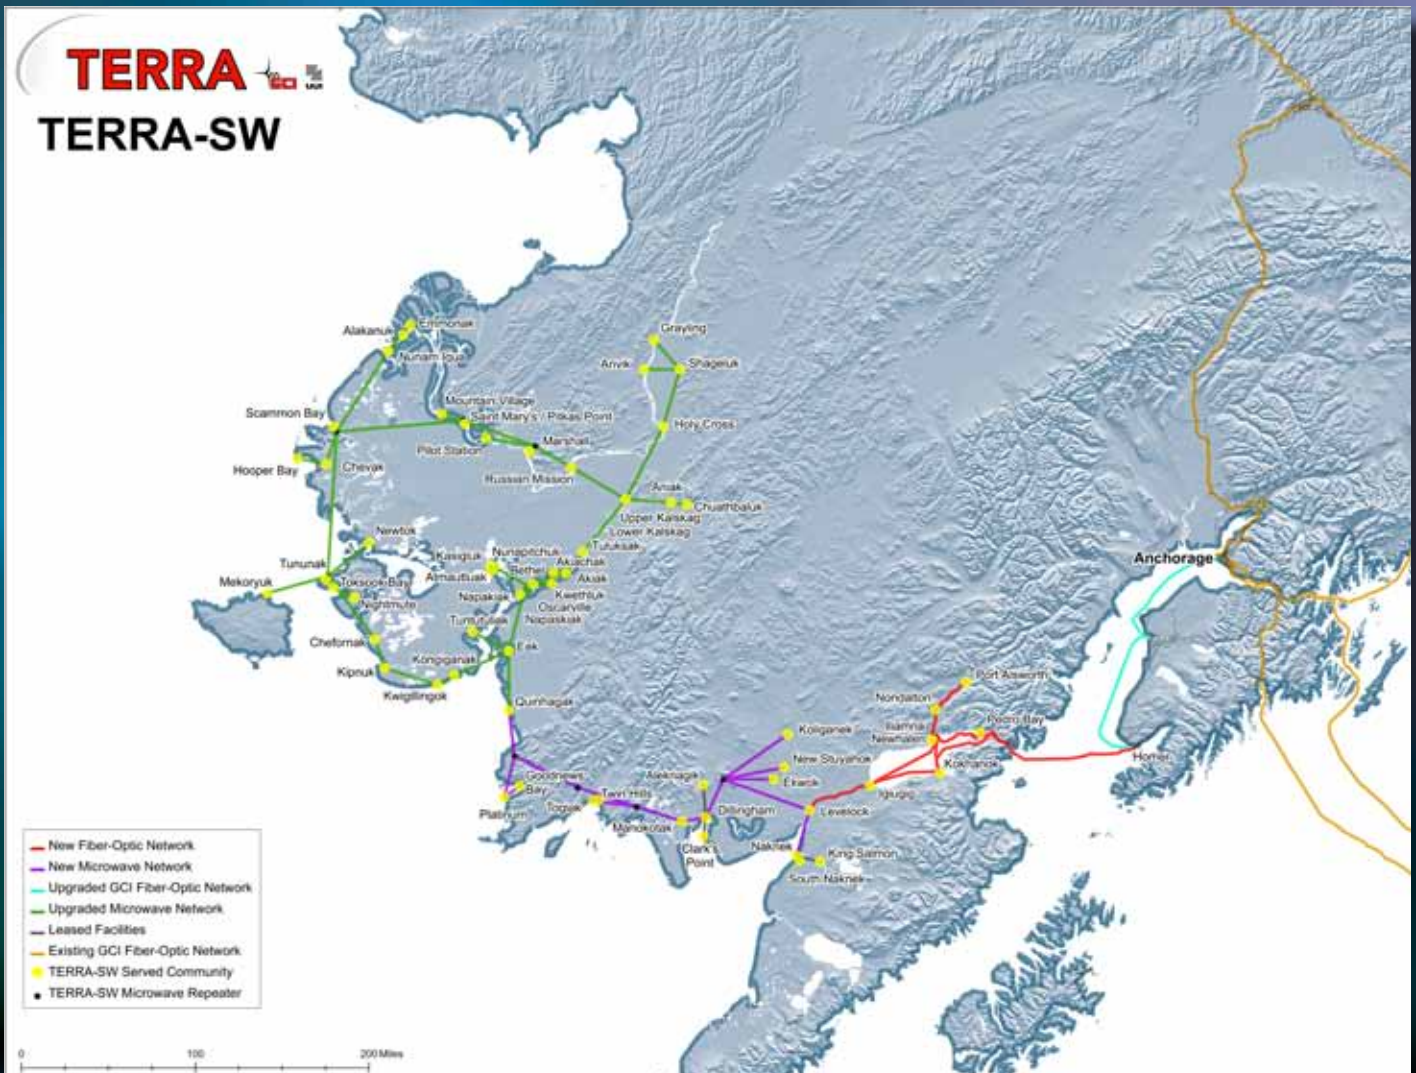 TERRA
GCI
TERRA-SW
Emmonak
Alakanuk
Nunam Iqua
Grayling
Anvik
Shageluk
Mountain Village
Scammon Bay
Saint Mary's / Pitkas Point
Holy Cross
Marshall
Pilot Station
Hooper Bay
Chevak
Russian Mission
Aniak
Chuathbaluk
Upper Kalskag
Lower Kalskag
Newtok
Kasigluk
Nunapitchuk
Tuluksak
Tununak
Bethel
Akiachak
Anchorage
Mekoryuk
Toksook Bay
Atmautluak
Akiak
Nightmute
Napakiak
Kwethluk
Oscarville
Tuntutuliak
Napaskiak
Chefornak
Eek
Kipnuk
Kongiganak
Kwigillingok
Port Alsworth
Quinhagak
Nondalton
Pedro Bay
Koliganek
Iliamna
Newhalen
Homer
New Stuyahok
Kokhanok
Goodnews
Bay
Aleknagik
Ekwok
Igiugig
Twin Hills
Togiak
Platinum
Dillingham
Levelock
Manokotak
Clark's
Point
Naknek
King Salmon
South Naknek
New Fiber-Optic Network
New Microwave Network
Upgraded GCI Fiber-Optic Network
Upgraded Microwave Network
Leased Facilities
Existing GCI Fiber-Optic Network
TERRA-SW Served Community
TERRA-SW Microwave Repeater
0 100 200 Miles